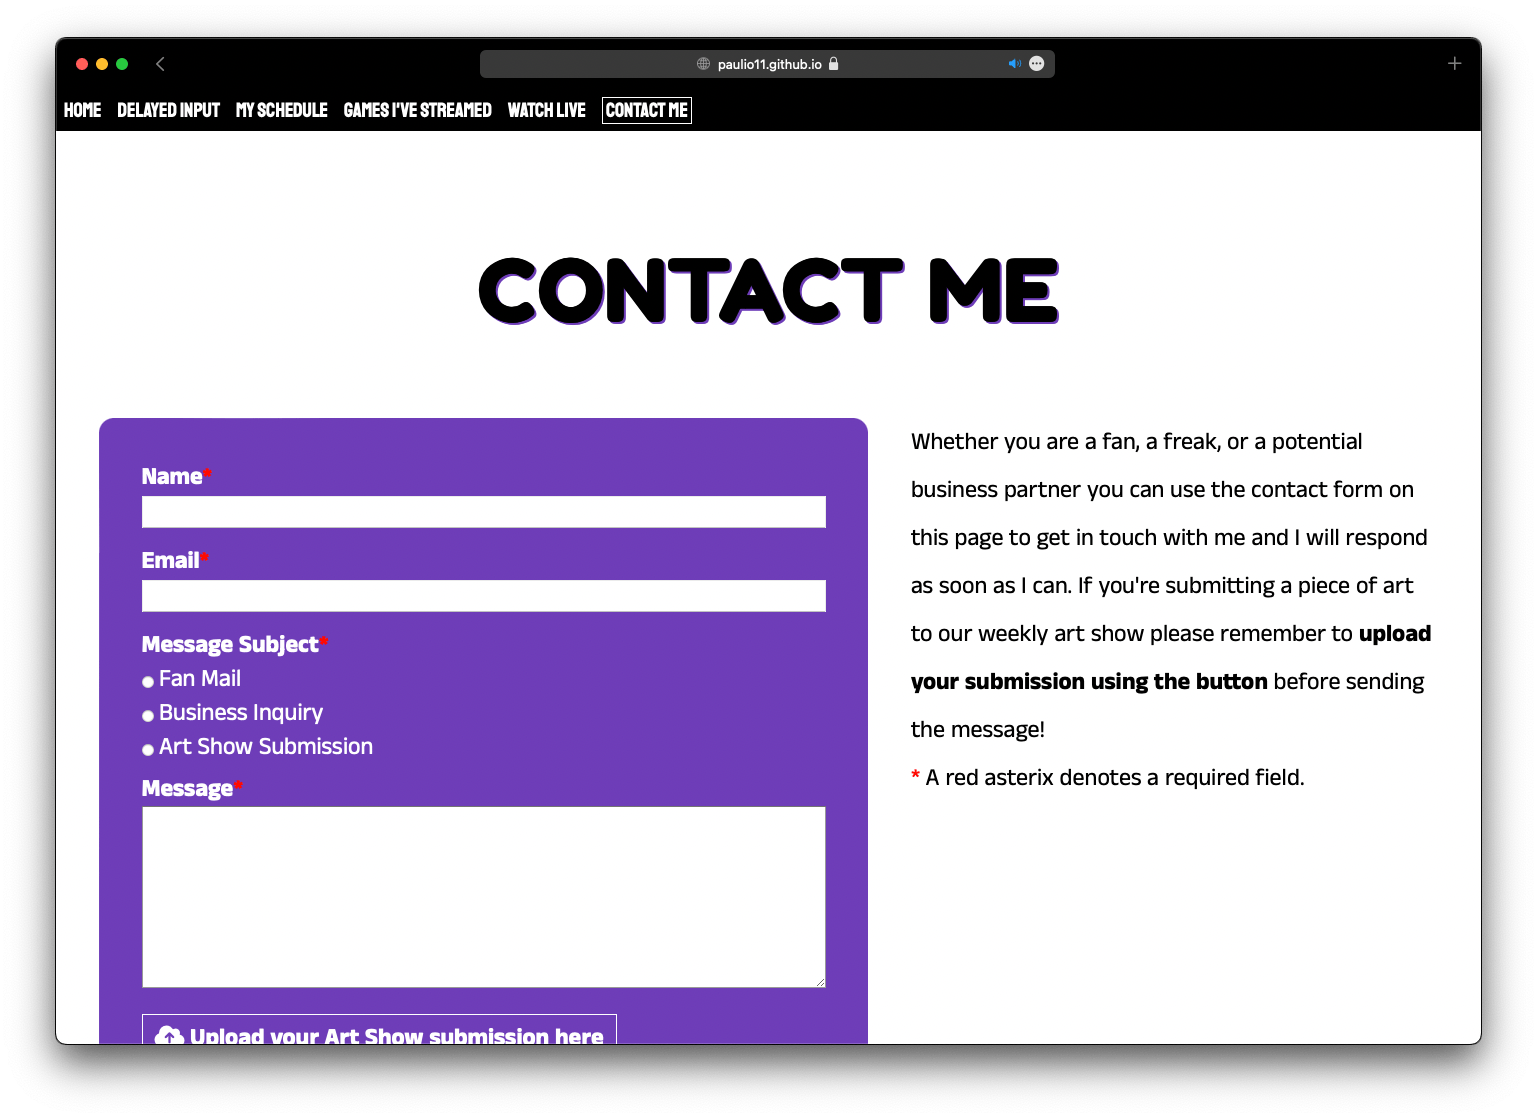 paulio11.github.io
HOME DELAYED INPUT MY SCHEDULE GAMES I'VE STREAMED WATCH LIVE CONTACT ME
CONTACT ME
Name*
Email*
Message Subject*
Fan Mail
Business Inquiry
Art Show Submission
Message*
Upload your Art Show submission here
Whether you are a fan, a freak, or a potential
business partner you can use the contact form on
this page to get in touch with me and I will respond
as soon as I can. If you're submitting a piece of art
to our weekly art show please remember to upload
your submission using the button before sending
the message!
* A red asterix denotes a required field.